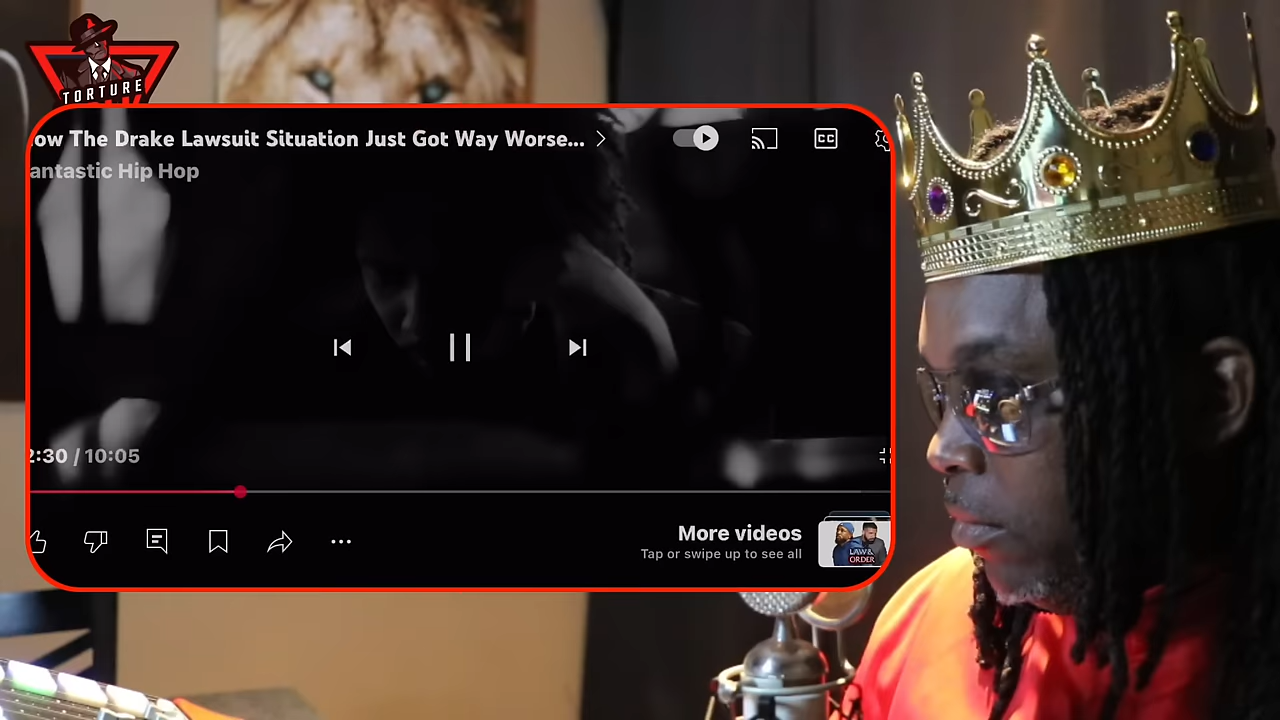 TORTURE
ow The Drake Lawsuit Situation Just Got Way Worse...
antastic Hip Hop
CC
2:30 / 10:05
More videos
Tap or swipe up to see all
LAW &
ORDER